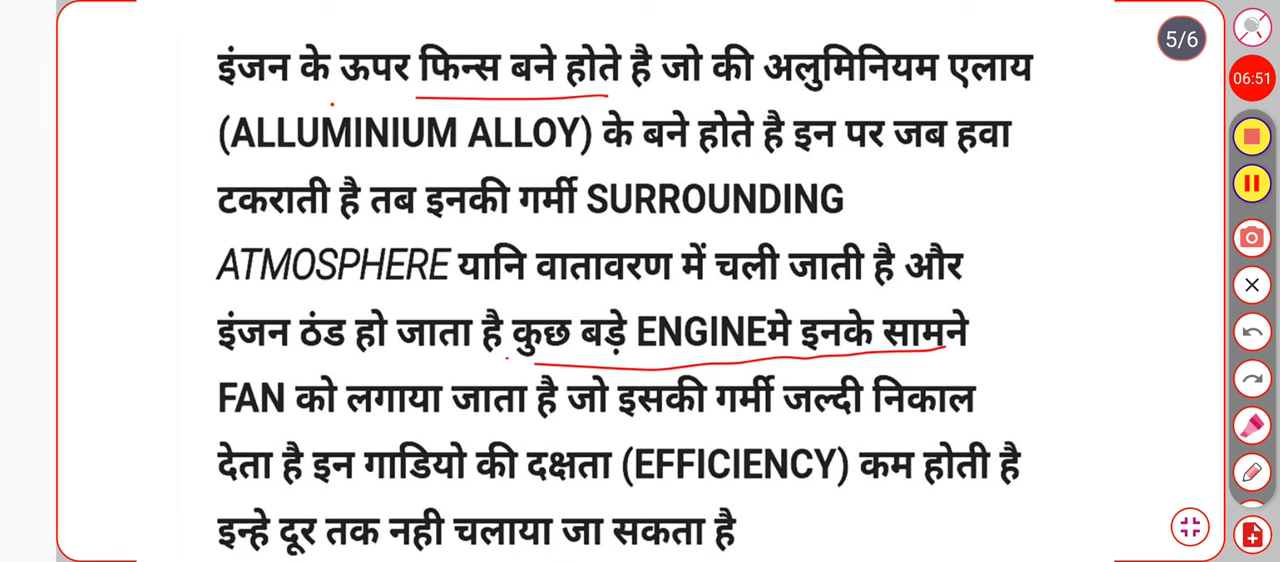 इंजन के ऊपर फिन्स बने होते है जो की अलुमिनियम एलाय
(ALLUMINIUM ALLOY) के बने होते है इन पर जब हवा
टकराती है तब इनकी गर्मी SURROUNDING
ATMOSPHERE यानि वातावरण में चली जाती है और
इंजन ठंड हो जाता है कुछ बड़े ENGINEमे इनके सामने
FAN को लगाया जाता है जो इसकी गर्मी जल्दी निकाल
देता है इन गाडियो की दक्षता (EFFICIENCY) कम होती है
इन्हे दूर तक नही चलाया जा सकता है
5/6
06:51